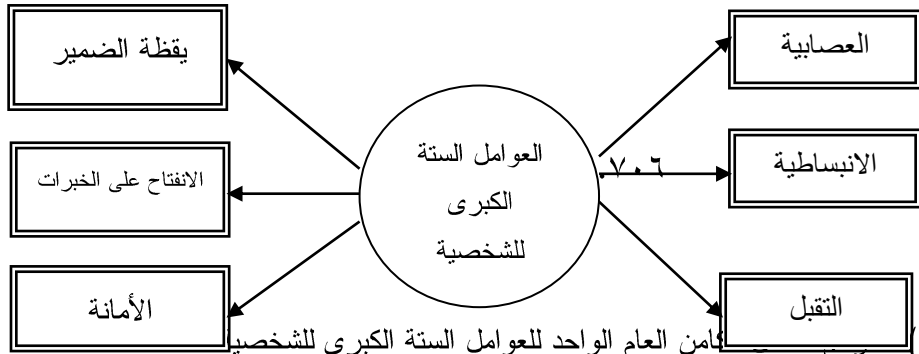 يقظة الضمير
العصابية
العوامل الستة
الكبرى
للشخصية
الانفتاح على الخبرات
٧٠٦.
الانبساطية
الأمانة
التقبل
العام الواحد للعوامل الستة الكبرى للشخصية